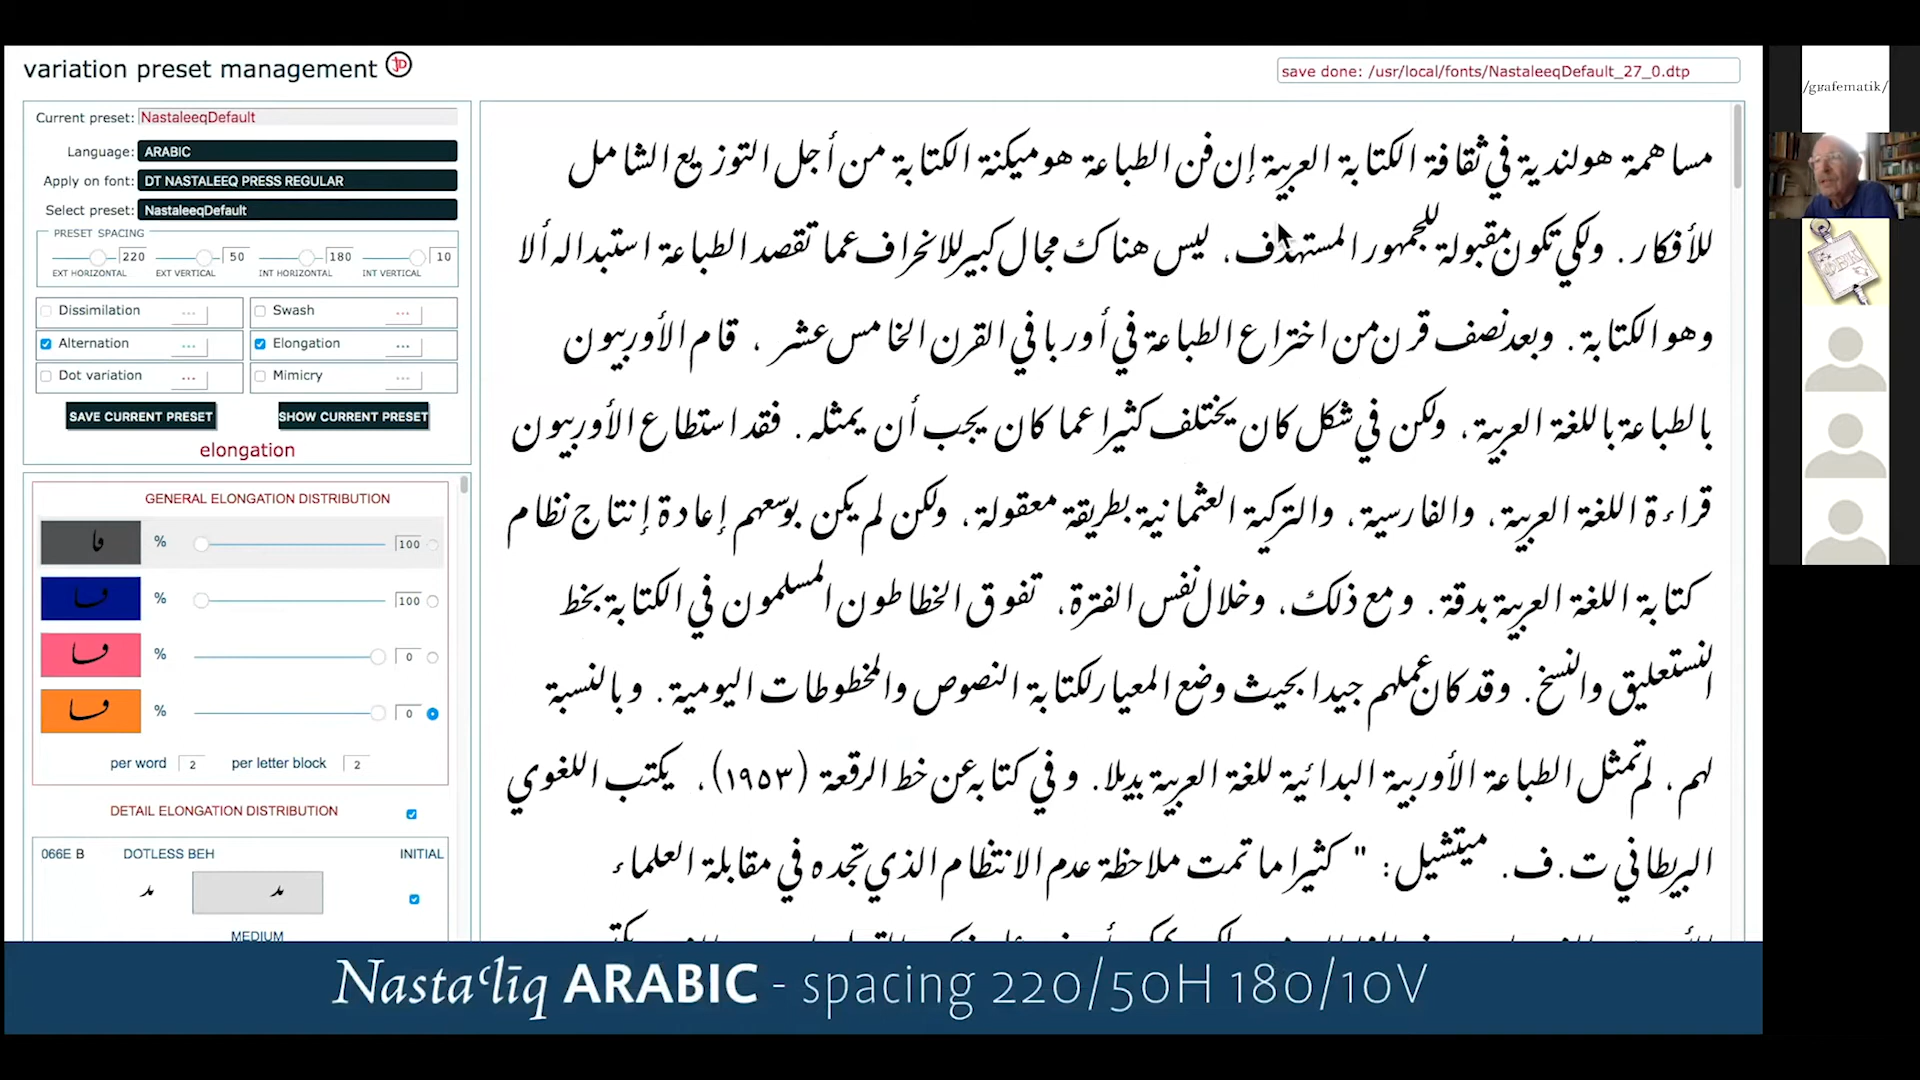 variation preset management
save done: /usr/local/fonts/NastaleeqDefault_27_0.dtp
Current preset: NastaleeqDefault
Language: ARABIC
Apply on font: DT NASTALEEQ PRESS REGULAR
Select preset: NastaleeqDefault
PRESET SPACING
220 50 180 10
EXT HORIZONTAL EXT VERTICAL INT HORIZONTAL INT VERTICAL
Dissimilation ... Swash ...
Alternation ... Elongation ...
Dot variation ... Mimicry ...
SAVE CURRENT PRESET SHOW CURRENT PRESET
elongation
GENERAL ELONGATION DISTRIBUTION
فا % 100
فا % 100
فا % 0
فا % 0
per word 2 per letter block 2
DETAIL ELONGATION DISTRIBUTION
066E B DOTLESS BEH INITIAL
MEDIUM
مساهمة هولندية في ثقافة الكتابة العربية إن فن الطباعة هو ميكنة الكتابة من أجل التوزيع الشامل
للأفكار. ولكي تكون مقبولة للجمهور المستهدف، ليس هناك مجال كبير للانحراف عما تقصد الطباعة استبداله ألا
وهو الكتابة. وبعد نصف قرن من اختراع الطباعة في أوربا في القرن الخامس عشر، قام الأوربيون
بالطباعة باللغة العربية، ولكن في شكل كان يختلف كثيرا عما كان يجب أن يمثله. فقد استطاع الأوربيون
قراءة اللغة العربية، والفارسية، والتركية العثمانية بطريقة معقولة، ولكن لم يكن بوسعهم إعادة إنتاج نظام
كتابة اللغة العربية بدقة. ومع ذلك، وخلال نفس الفترة، تفوق الخطاطون المسلمون في الكتابة بخط
النستعليق والنسخ. وقد كان عملهم جيدا بحيث وضع المعيار لكتابة النصوص والمخطوطات اليومية. وبالنسبة
لهم، لم تمثل الطباعة الأوربية البدائية للغة العربية بديلا. وفي كتابه عن خط الرقعة (١٩٥٣)، يكتب اللغوي
البريطاني ت.ف. ميتشيل: " كثيرا ما تمت ملاحظة عدم الانتظام الذي تجده في مقابلة العلماء
Nastaʿlīq ARABIC - spacing 220/50H 180/10V
/gʀafematik/